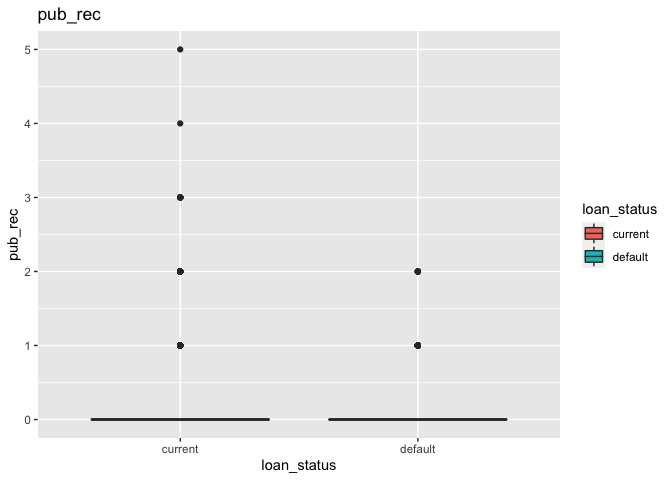 pub_rec
5
4
3
2
1
0
pub_rec
current
default
loan_status
loan_status
current
default